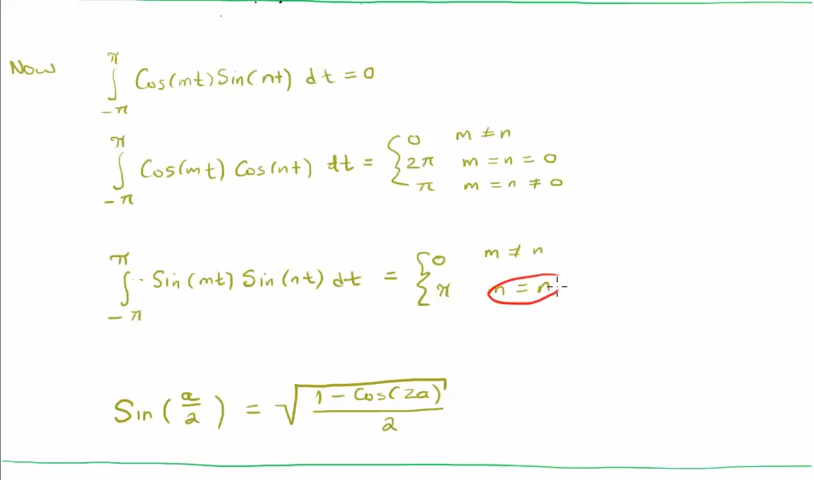 Now ∫_{-π}^{π} Cos(mt) Sin(nt) dt = 0
∫_{-π}^{π} Cos(mt) Cos(nt) dt = { 0 m ≠ n
2π m = n = 0
π m = n ≠ 0
∫_{-π}^{π} Sin(mt) Sin(nt) dt = { 0 m ≠ n
π m = n
Sin(a/2) = √((1 - Cos(2a))/2)